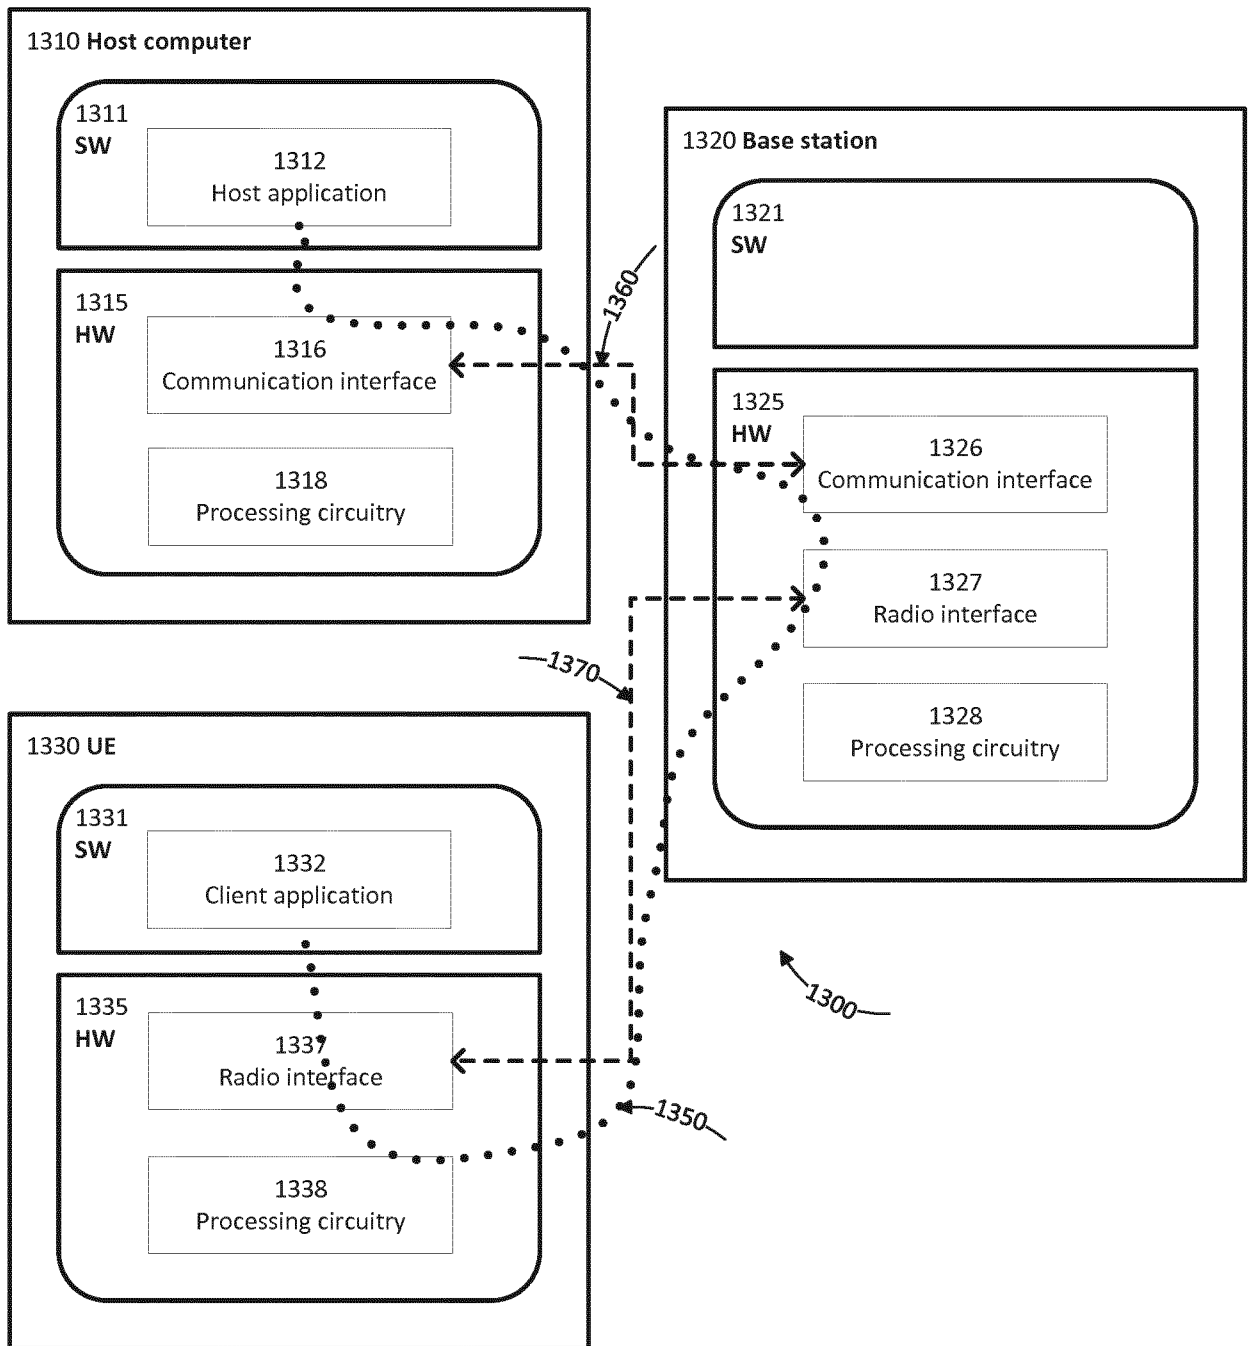 1310 Host computer
1311
SW
1312
Host application
1315
HW
1316
Communication interface
1318
Processing circuitry
1360
1320 Base station
1321
SW
1325
HW
1326
Communication interface
1327
Radio interface
1328
Processing circuitry
1370
1330 UE
1331
SW
1332
Client application
1335
HW
1337
Radio interface
1338
Processing circuitry
1300
1350